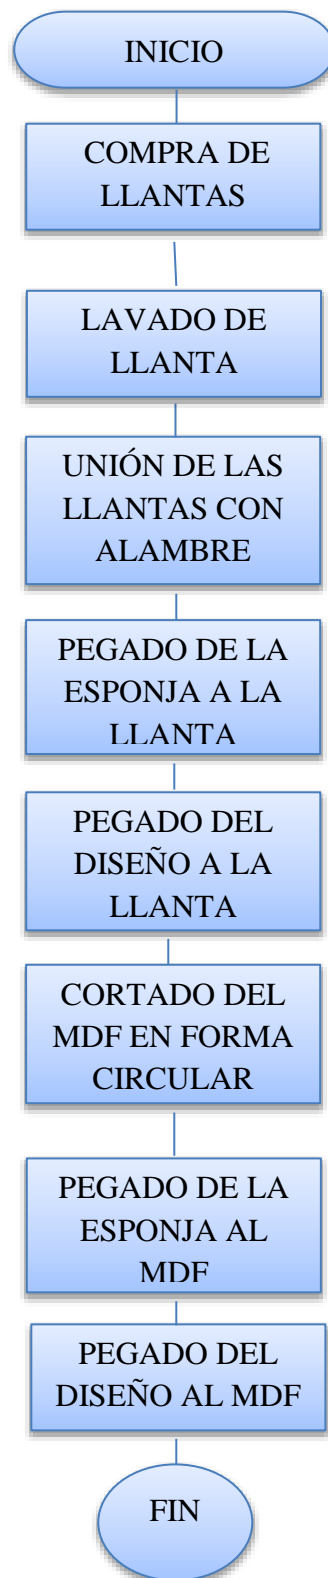 INICIO
COMPRA DE
LLANTAS
LAVADO DE
LLANTA
UNIÓN DE LAS
LLANTAS CON
ALAMBRE
PEGADO DE LA
ESPONJA A LA
LLANTA
PEGADO DEL
DISEÑO A LA
LLANTA
CORTADO DEL
MDF EN FORMA
CIRCULAR
PEGADO DE LA
ESPONJA AL
MDF
PEGADO DEL
DISEÑO AL MDF
FIN